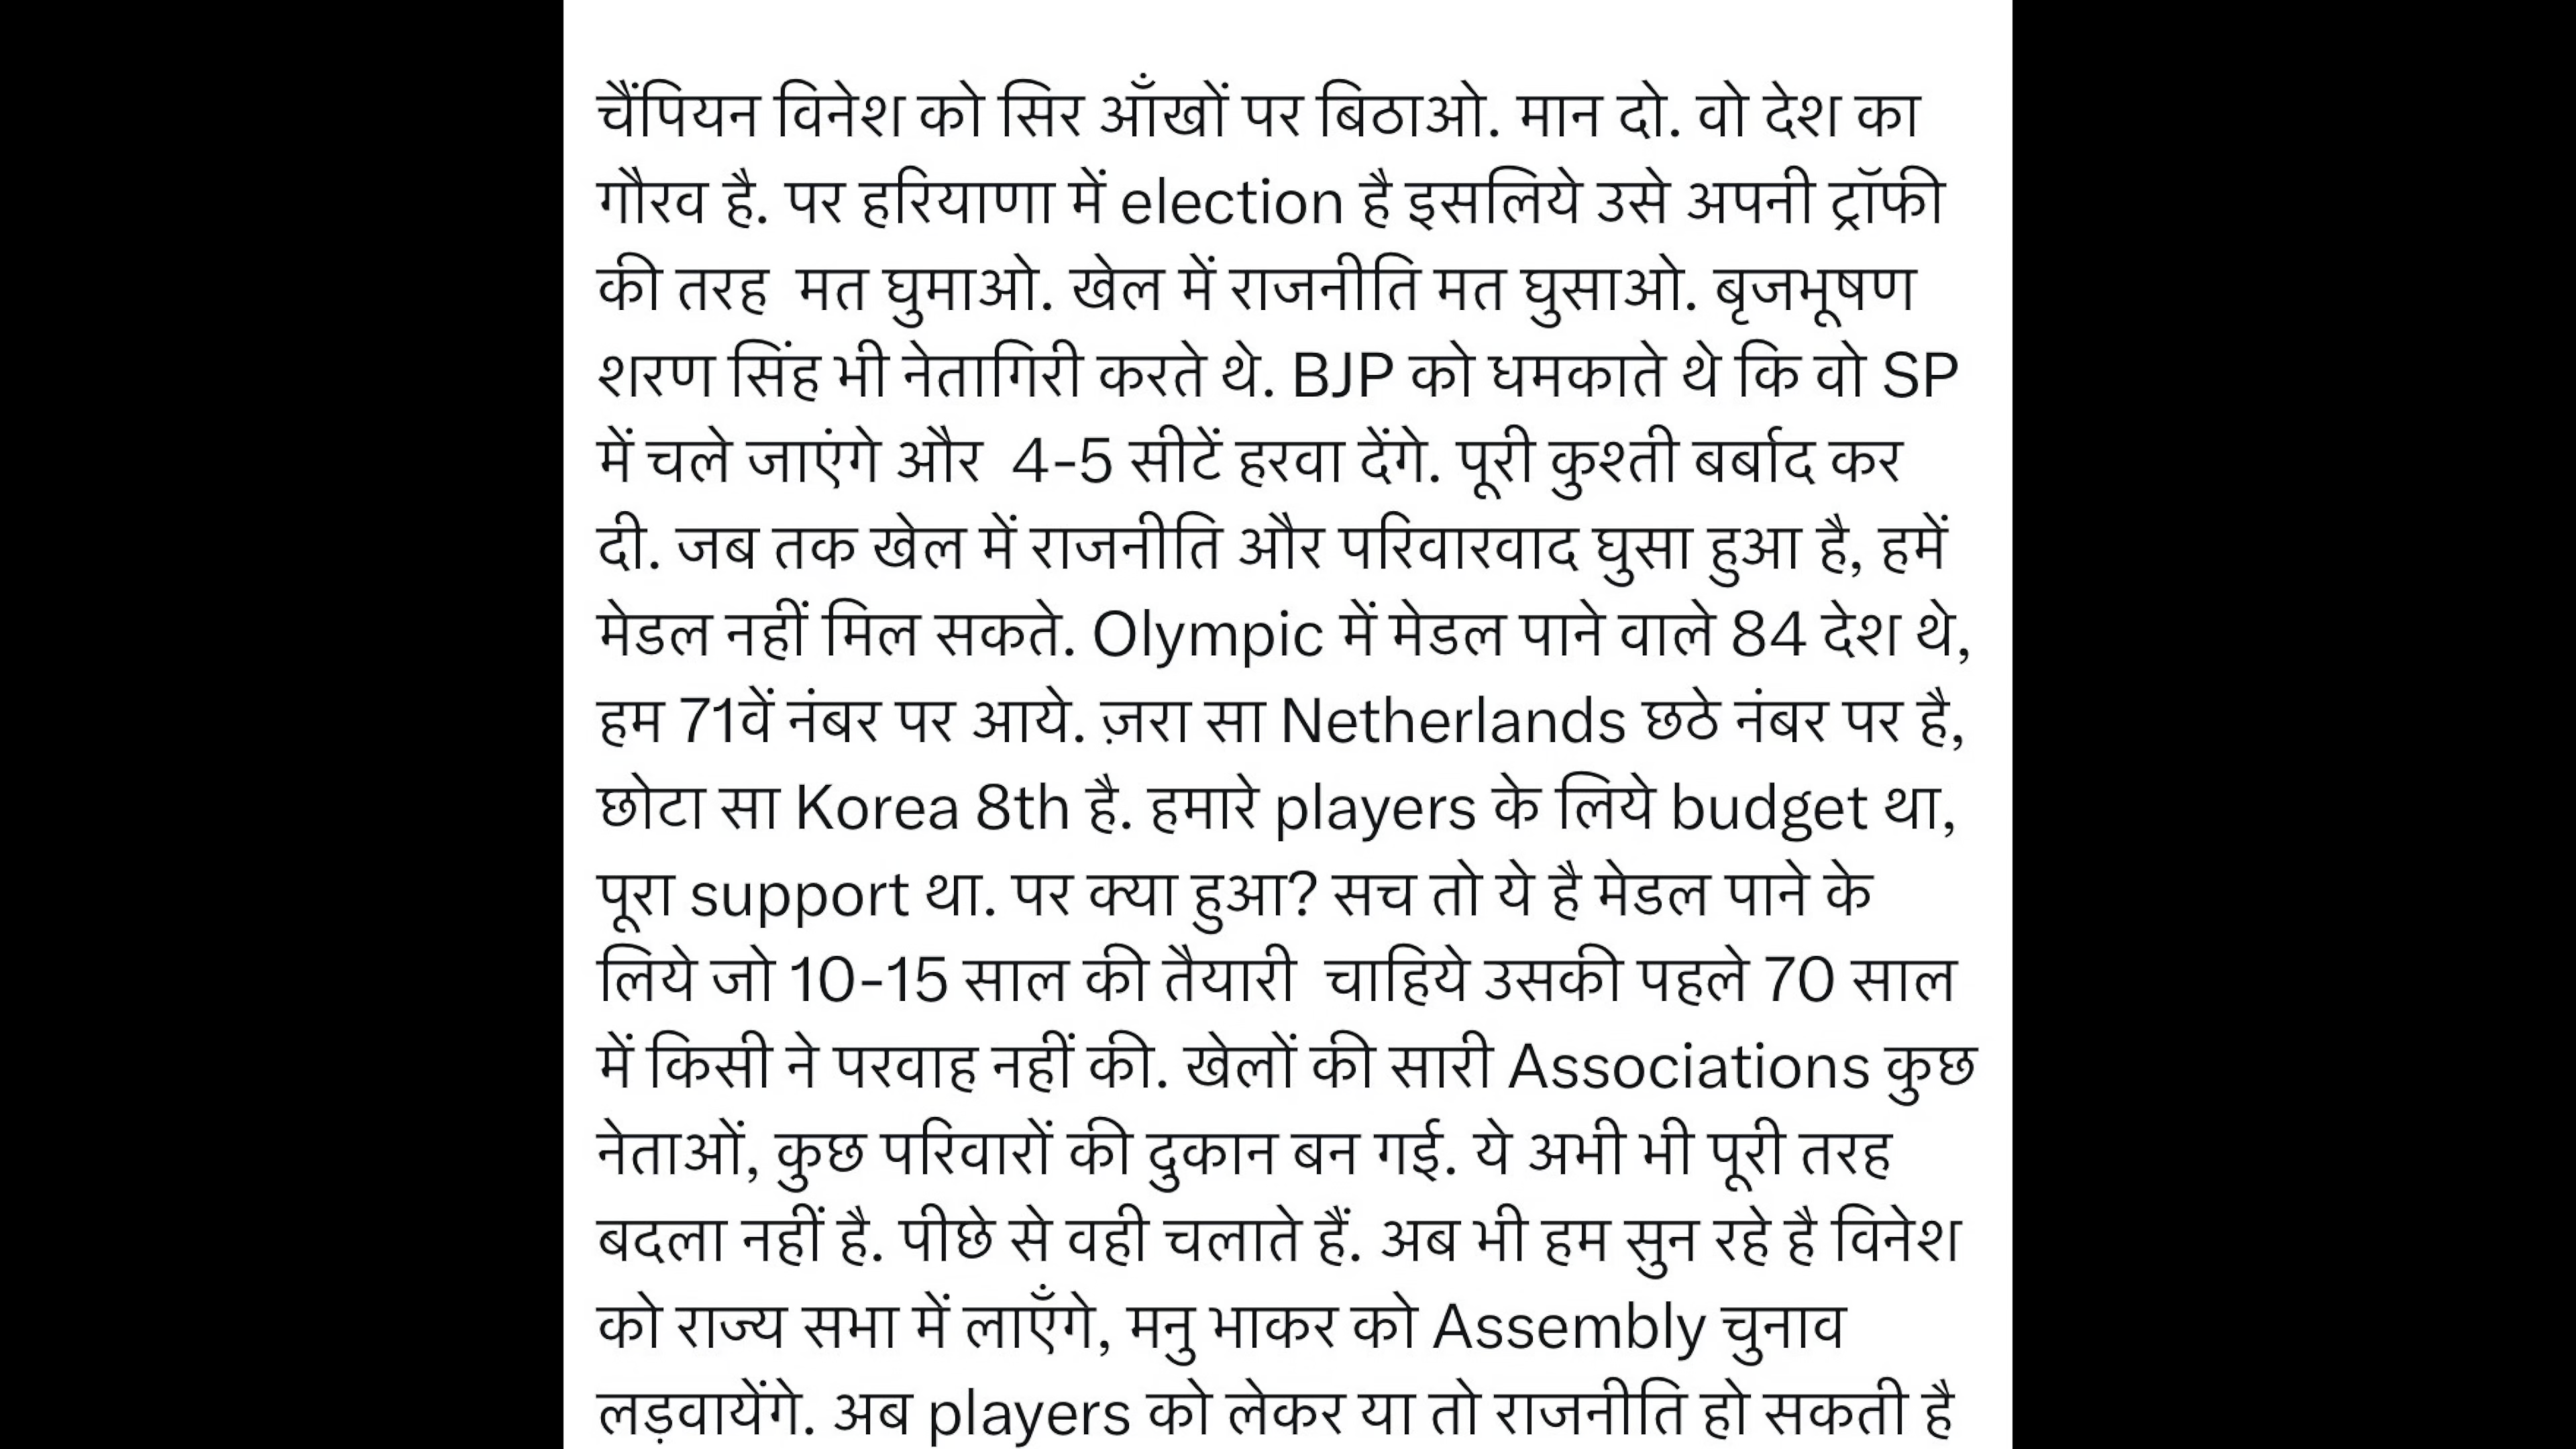 चैंपियन विनेश को सिर आँखों पर बिठाओ. मान दो. वो देश का
गौरव है. पर हरियाणा में election है इसलिये उसे अपनी ट्रॉफी
की तरह मत घुमाओ. खेल में राजनीति मत घुसाओ. बृजभूषण
शरण सिंह भी नेतागिरी करते थे. BJP को धमकाते थे कि वो SP
में चले जाएंगे और 4-5 सीटें हरवा देंगे. पूरी कुश्ती बर्बाद कर
दी. जब तक खेल में राजनीति और परिवारवाद घुसा हुआ है, हमें
मेडल नहीं मिल सकते. Olympic में मेडल पाने वाले 84 देश थे,
हम 71वें नंबर पर आये. ज़रा सा Netherlands छठे नंबर पर है,
छोटा सा Korea 8th है. हमारे players के लिये budget था,
पूरा support था. पर क्या हुआ? सच तो ये है मेडल पाने के
लिये जो 10-15 साल की तैयारी चाहिये उसकी पहले 70 साल
में किसी ने परवाह नहीं की. खेलों की सारी Associations कुछ
नेताओं, कुछ परिवारों की दुकान बन गई. ये अभी भी पूरी तरह
बदला नहीं है. पीछे से वही चलाते हैं. अब भी हम सुन रहे है विनेश
को राज्य सभा में लाएँगे, मनु भाकर को Assembly चुनाव
लड़वायेंगे. अब players को लेकर या तो राजनीति हो सकती है